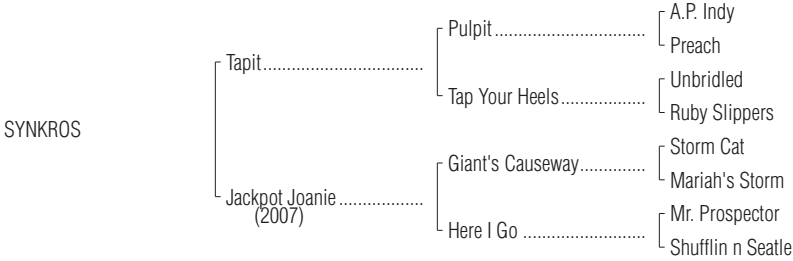 A.P. Indy
Pulpit..............................
Preach
Tapit................................
Unbridled
Tap Your Heels.................
Ruby Slippers
SYNKROS
Storm Cat
Giant's Causeway.............
Mariah's Storm
Jackpot Joanie.................
(2007)
Mr. Prospector
Here I Go ........................
Shufflin n Seatle